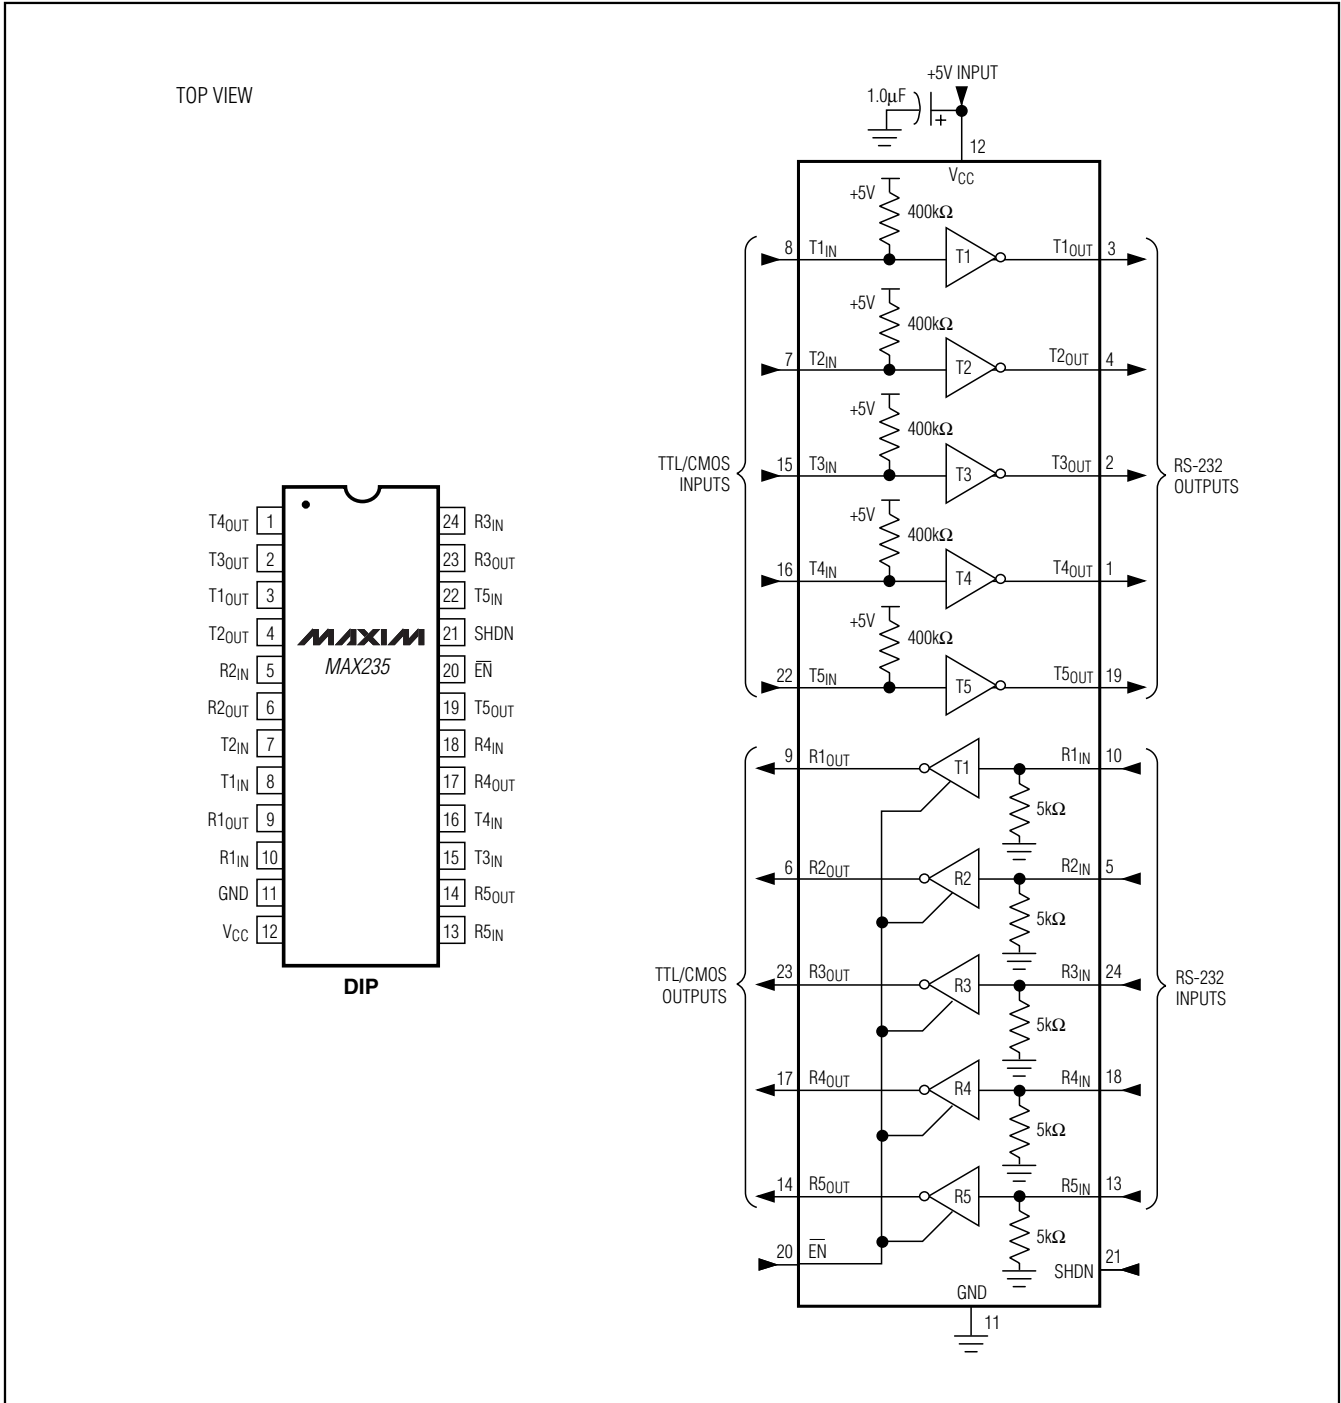 TOP VIEW
T4OUT 1
T3OUT 2
T1OUT 3
T2OUT 4
R2IN 5
R2OUT 6
T2IN 7
T1IN 8
R1OUT 9
R1IN 10
GND 11
VCC 12
24 R3IN
23 R3OUT
22 T5IN
21 SHDN
20 E̅N̅
19 T5OUT
18 R4IN
17 R4OUT
16 T4IN
15 T3IN
14 R5OUT
13 R5IN
MAXIM
MAX235
DIP
+5V INPUT
1.0μF
+
12
VCC
+5V
400kΩ
8 T1IN T1 T1OUT 3
+5V
400kΩ
7 T2IN T2 T2OUT 4
+5V
400kΩ
15 T3IN T3 T3OUT 2
+5V
400kΩ
16 T4IN T4 T4OUT 1
+5V
400kΩ
22 T5IN T5 T5OUT 19
TTL/CMOS
INPUTS
RS-232
OUTPUTS
9 R1OUT T1 R1IN 10
5kΩ
6 R2OUT R2 R2IN 5
5kΩ
23 R3OUT R3 R3IN 24
5kΩ
17 R4OUT R4 R4IN 18
5kΩ
14 R5OUT R5 R5IN 13
5kΩ
TTL/CMOS
OUTPUTS
RS-232
INPUTS
20 E̅N̅
SHDN 21
GND
11